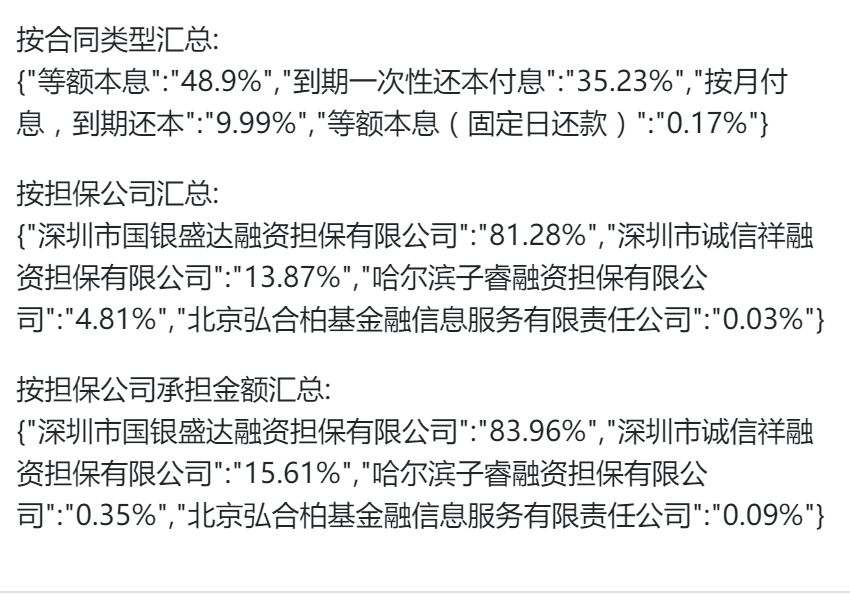 按合同类型汇总:
{"等额本息":"48.9%","到期一次性还本付息":"35.23%","按月付
息，到期还本":"9.99%","等额本息（固定日还款）":"0.17%"}
按担保公司汇总:
{"深圳市国银盛达融资担保有限公司":"81.28%","深圳市诚信祥融
资担保有限公司":"13.87%","哈尔滨子睿融资担保有限公
司":"4.81%","北京弘合柏基金融信息服务有限责任公司":"0.03%"}
按担保公司承担金额汇总:
{"深圳市国银盛达融资担保有限公司":"83.96%","深圳市诚信祥融
资担保有限公司":"15.61%","哈尔滨子睿融资担保有限公
司":"0.35%","北京弘合柏基金融信息服务有限责任公司":"0.09%"}